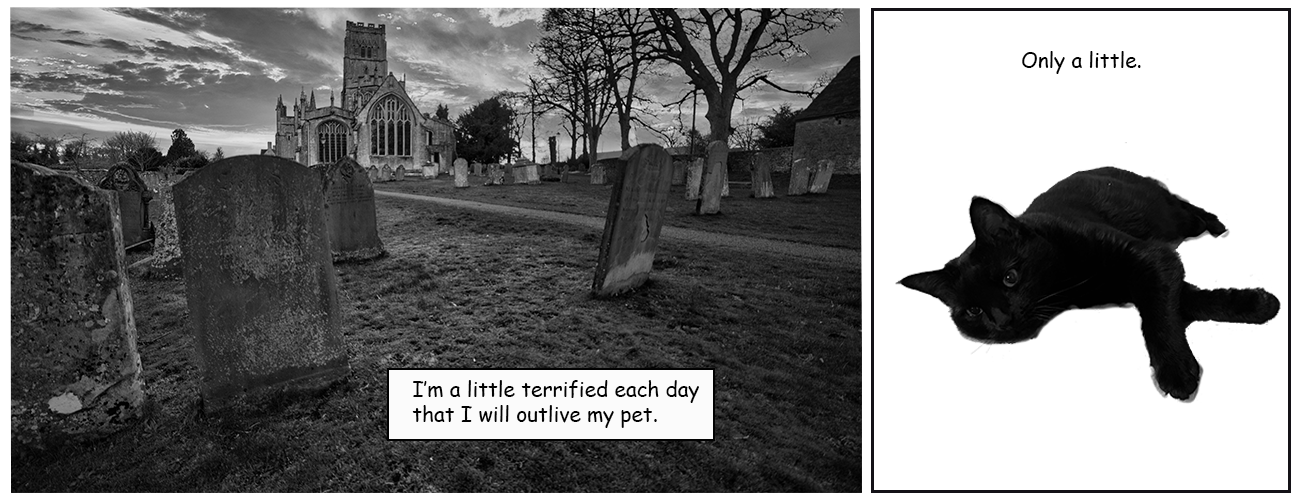 I'm a little terrified each day
that I will outlive my pet.
Only a little.